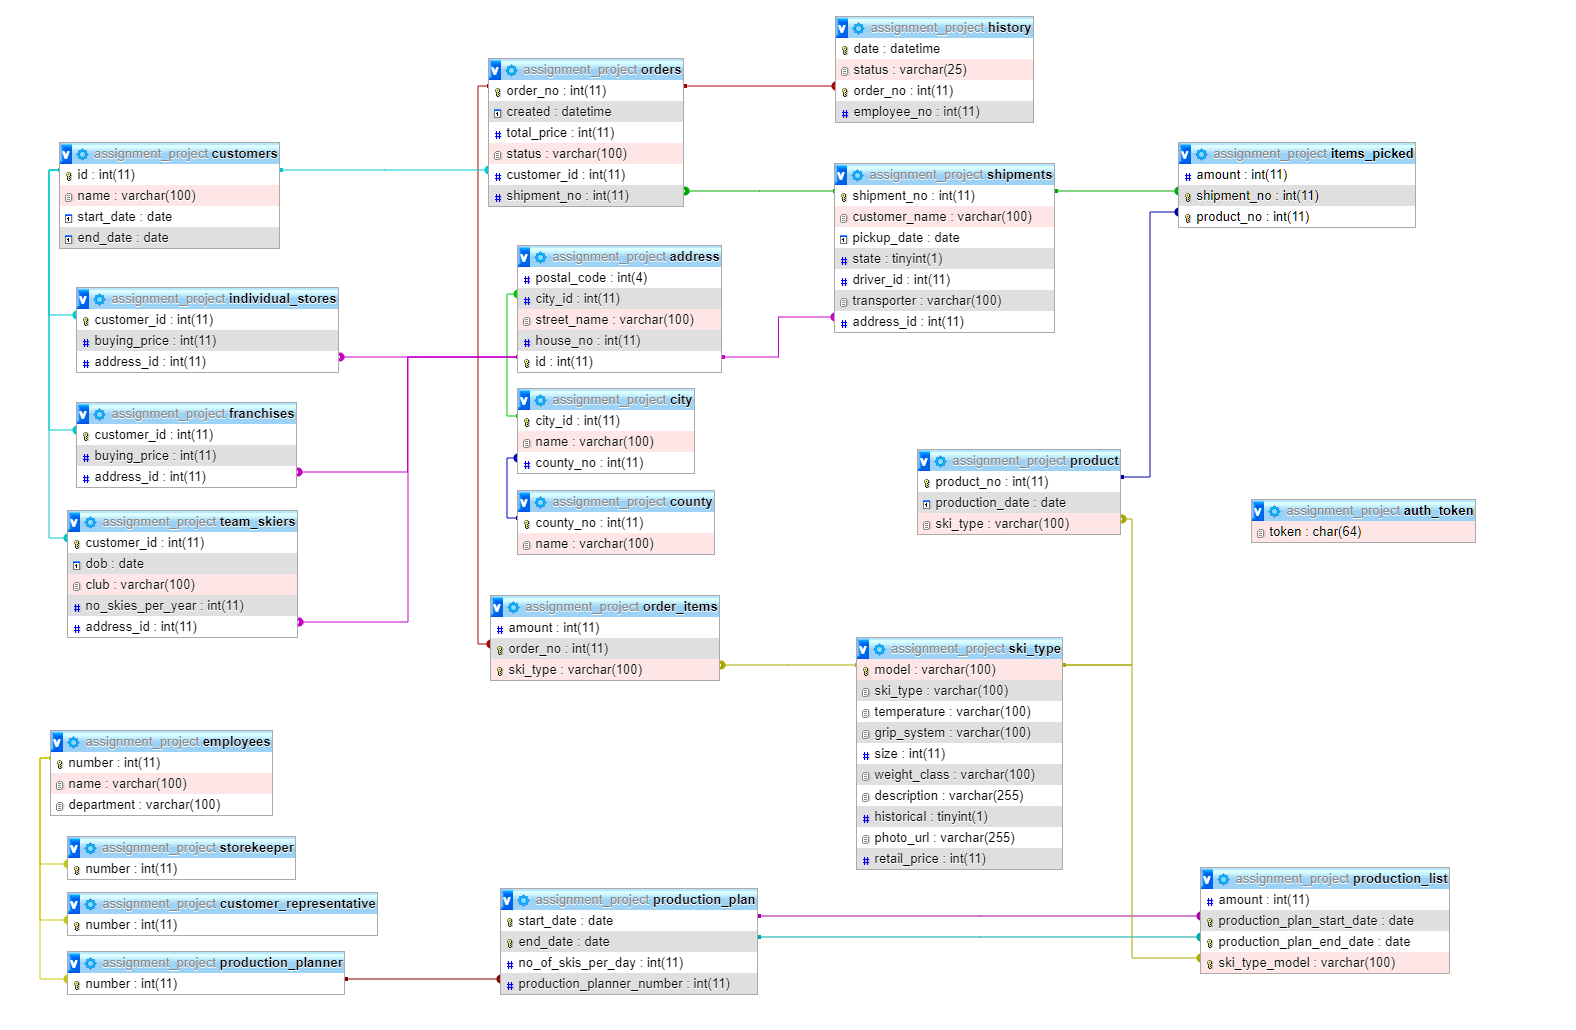 assignment_project history
date : datetime
status : varchar(25)
order_no : int(11)
employee_no : int(11)
assignment_project orders
order_no : int(11)
created : datetime
total_price : int(11)
status : varchar(100)
customer_id : int(11)
shipment_no : int(11)
assignment_project customers
id : int(11)
name : varchar(100)
start_date : date
end_date : date
assignment_project shipments
shipment_no : int(11)
customer_name : varchar(100)
pickup_date : date
state : tinyint(1)
driver_id : int(11)
transporter : varchar(100)
address_id : int(11)
assignment_project items_picked
amount : int(11)
shipment_no : int(11)
product_no : int(11)
assignment_project address
postal_code : int(4)
city_id : int(11)
street_name : varchar(100)
house_no : int(11)
id : int(11)
assignment_project individual_stores
customer_id : int(11)
buying_price : int(11)
address_id : int(11)
assignment_project franchises
customer_id : int(11)
buying_price : int(11)
address_id : int(11)
assignment_project city
city_id : int(11)
name : varchar(100)
county_no : int(11)
assignment_project team_skiers
customer_id : int(11)
dob : date
club : varchar(100)
no_skies_per_year : int(11)
address_id : int(11)
assignment_project county
county_no : int(11)
name : varchar(100)
assignment_project product
product_no : int(11)
production_date : date
ski_type : varchar(100)
assignment_project auth_token
token : char(64)
assignment_project order_items
amount : int(11)
order_no : int(11)
ski_type : varchar(100)
assignment_project ski_type
model : varchar(100)
ski_type : varchar(100)
temperature : varchar(100)
grip_system : varchar(100)
size : int(11)
weight_class : varchar(100)
description : varchar(255)
historical : tinyint(1)
photo_url : varchar(255)
retail_price : int(11)
assignment_project employees
number : int(11)
name : varchar(100)
department : varchar(100)
assignment_project storekeeper
number : int(11)
assignment_project customer_representative
number : int(11)
assignment_project production_planner
number : int(11)
assignment_project production_plan
start_date : date
end_date : date
no_of_skis_per_day : int(11)
production_planner_number : int(11)
assignment_project production_list
amount : int(11)
production_plan_start_date : date
production_plan_end_date : date
ski_type_model : varchar(100)